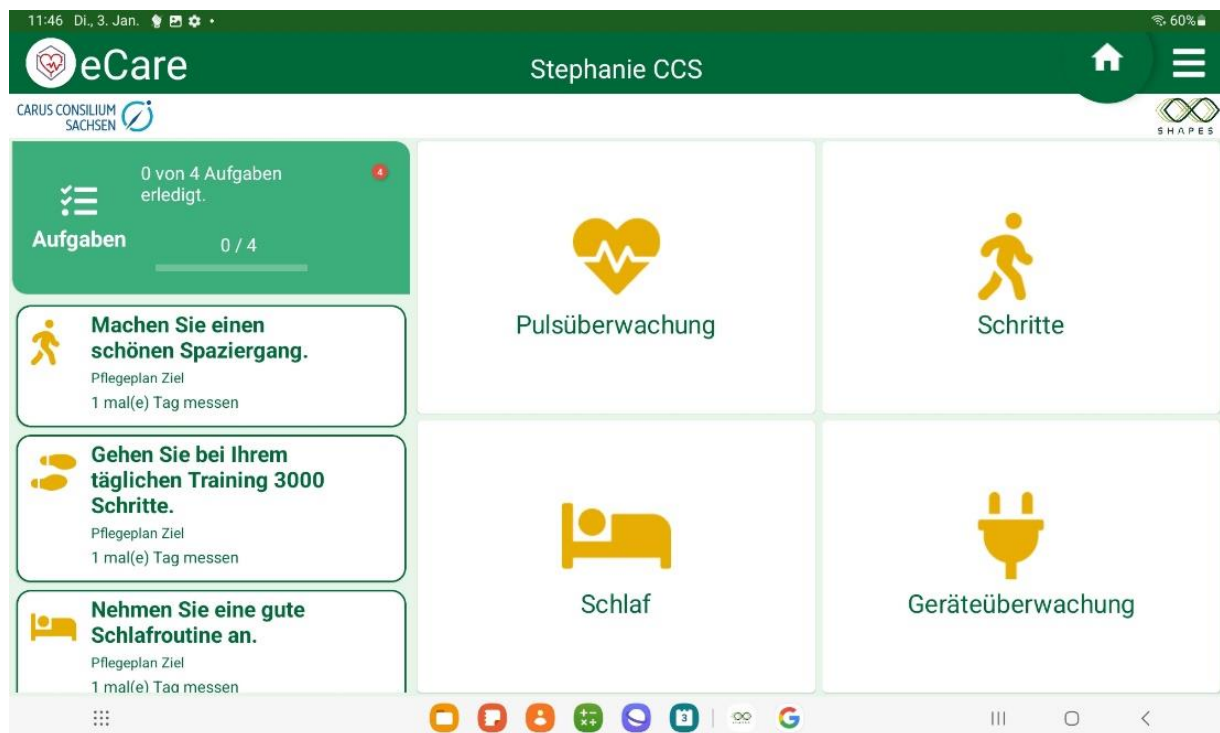 11:46 Di., 3. Jan.
60%
eCare
Stephanie CCS
CARUS CONSILIUM
SACHSEN
SHAPES
0 von 4 Aufgaben
erledigt.
4
Aufgaben
0 / 4
Machen Sie einen
schönen Spaziergang.
Pflegeplan Ziel
1 mal(e) Tag messen
Gehen Sie bei Ihrem
täglichen Training 3000
Schritte.
Pflegeplan Ziel
1 mal(e) Tag messen
Nehmen Sie eine gute
Schlafroutine an.
Pflegeplan Ziel
1 mal(e) Tag messen
Pulsüberwachung
Schritte
Schlaf
Geräteüberwachung
3